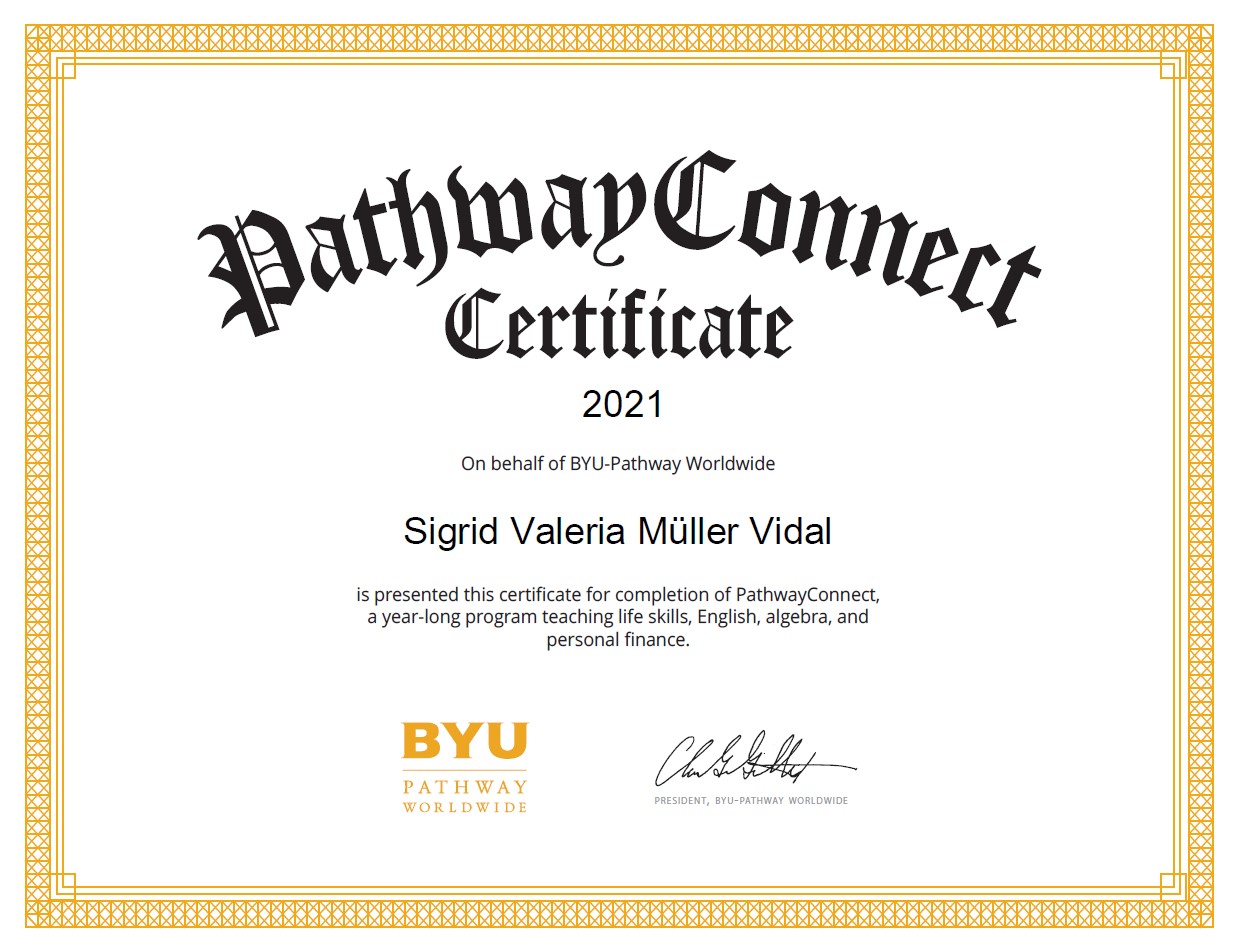 PathwayConnect
Certificate
2021
On behalf of BYU-Pathway Worldwide
Sigrid Valeria Müller Vidal
is presented this certificate for completion of PathwayConnect,
a year-long program teaching life skills, English, algebra, and
personal finance.
BYU
PATHWAY
WORLDWIDE
PRESIDENT, BYU-PATHWAY WORLDWIDE